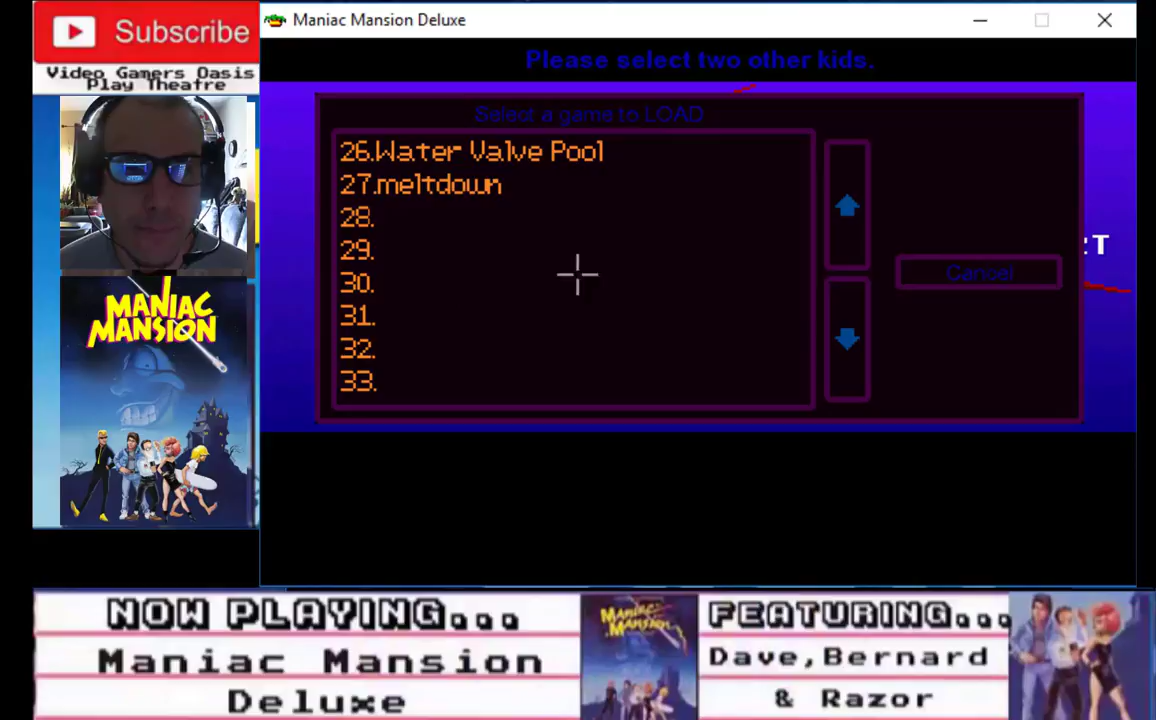 Subscribe
Video Gamers Oasis
Play Theatre
Maniac Mansion Deluxe
Please select two other kids.
Select a game to LOAD
26.Water Valve Pool
27.meltdown
28.
29.
30.
31.
32.
33.
Cancel
MANIAC
MANSION
NOW PLAYING...
Maniac Mansion
Deluxe
MANIAC
MANSION
FEATURING...
Dave,Bernard
& Razor